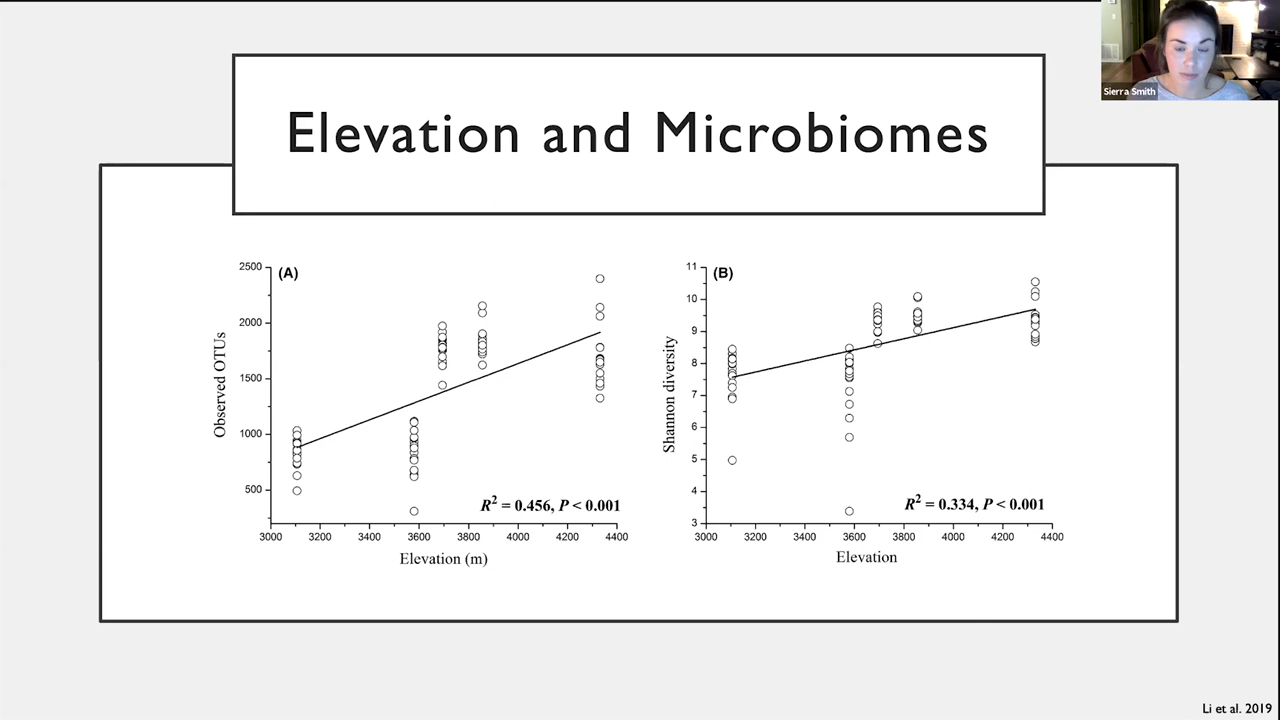 Sierra Smith
Elevation and Microbiomes
(A)
2500
2000
1500
1000
500
Observed OTUs
R² = 0.456, P < 0.001
3000 3200 3400 3600 3800 4000 4200 4400
Elevation (m)
(B)
11
10
9
8
7
6
5
4
3
Shannon diversity
R² = 0.334, P < 0.001
3000 3200 3400 3600 3800 4000 4200 4400
Elevation
Li et al. 2019